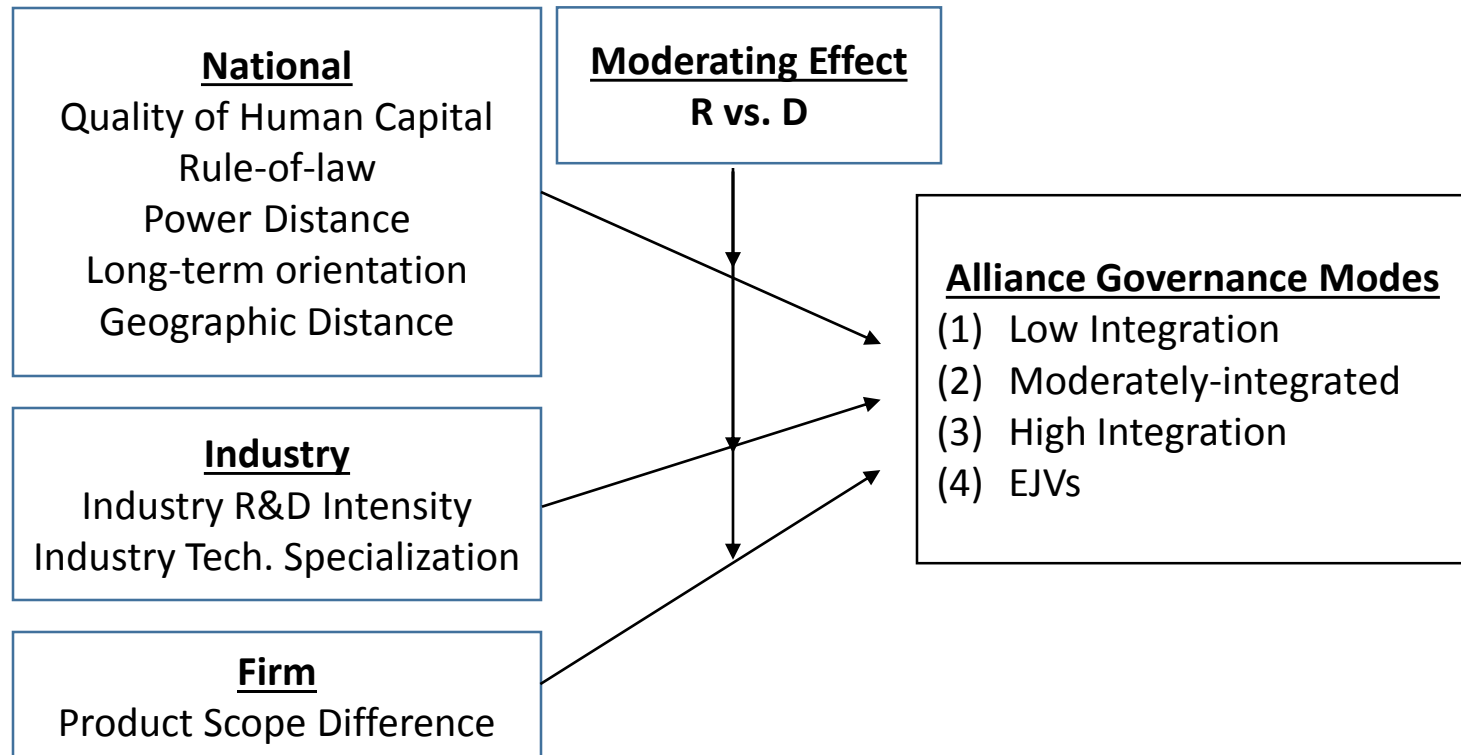 National
Quality of Human Capital
Rule-of-law
Power Distance
Long-term orientation
Geographic Distance
Moderating Effect
R vs. D
Industry
Industry R&D Intensity
Industry Tech. Specialization
Firm
Product Scope Difference
Alliance Governance Modes
(1) Low Integration
(2) Moderately-integrated
(3) High Integration
(4) EJVs